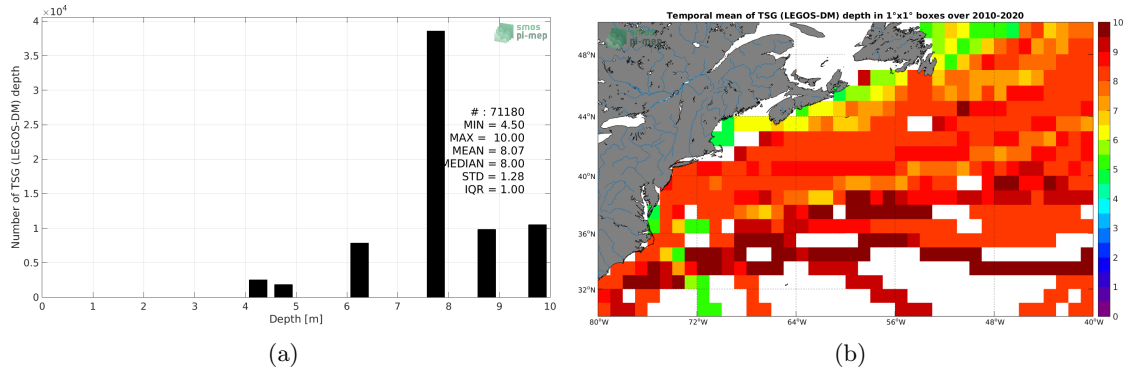 ×10⁴
4
3.5
3
2.5
2
1.5
1
0.5
0
Number of TSG (LEGOS-DM) depth
smos
pi-mep
# : 71180
MIN = 4.50
MAX = 10.00
MEAN = 8.07
MEDIAN = 8.00
STD = 1.28
IQR = 1.00
0 1 2 3 4 5 6 7 8 9 10
Depth [m]
(a)
Temporal mean of TSG (LEGOS-DM) depth in 1°x1° boxes over 2010-2020
smos
pi-mep
48°N
44°N
40°N
36°N
32°N
80°W 72°W 64°W 56°W 48°W 40°W
10
9
8
7
6
5
4
3
2
1
0
(b)